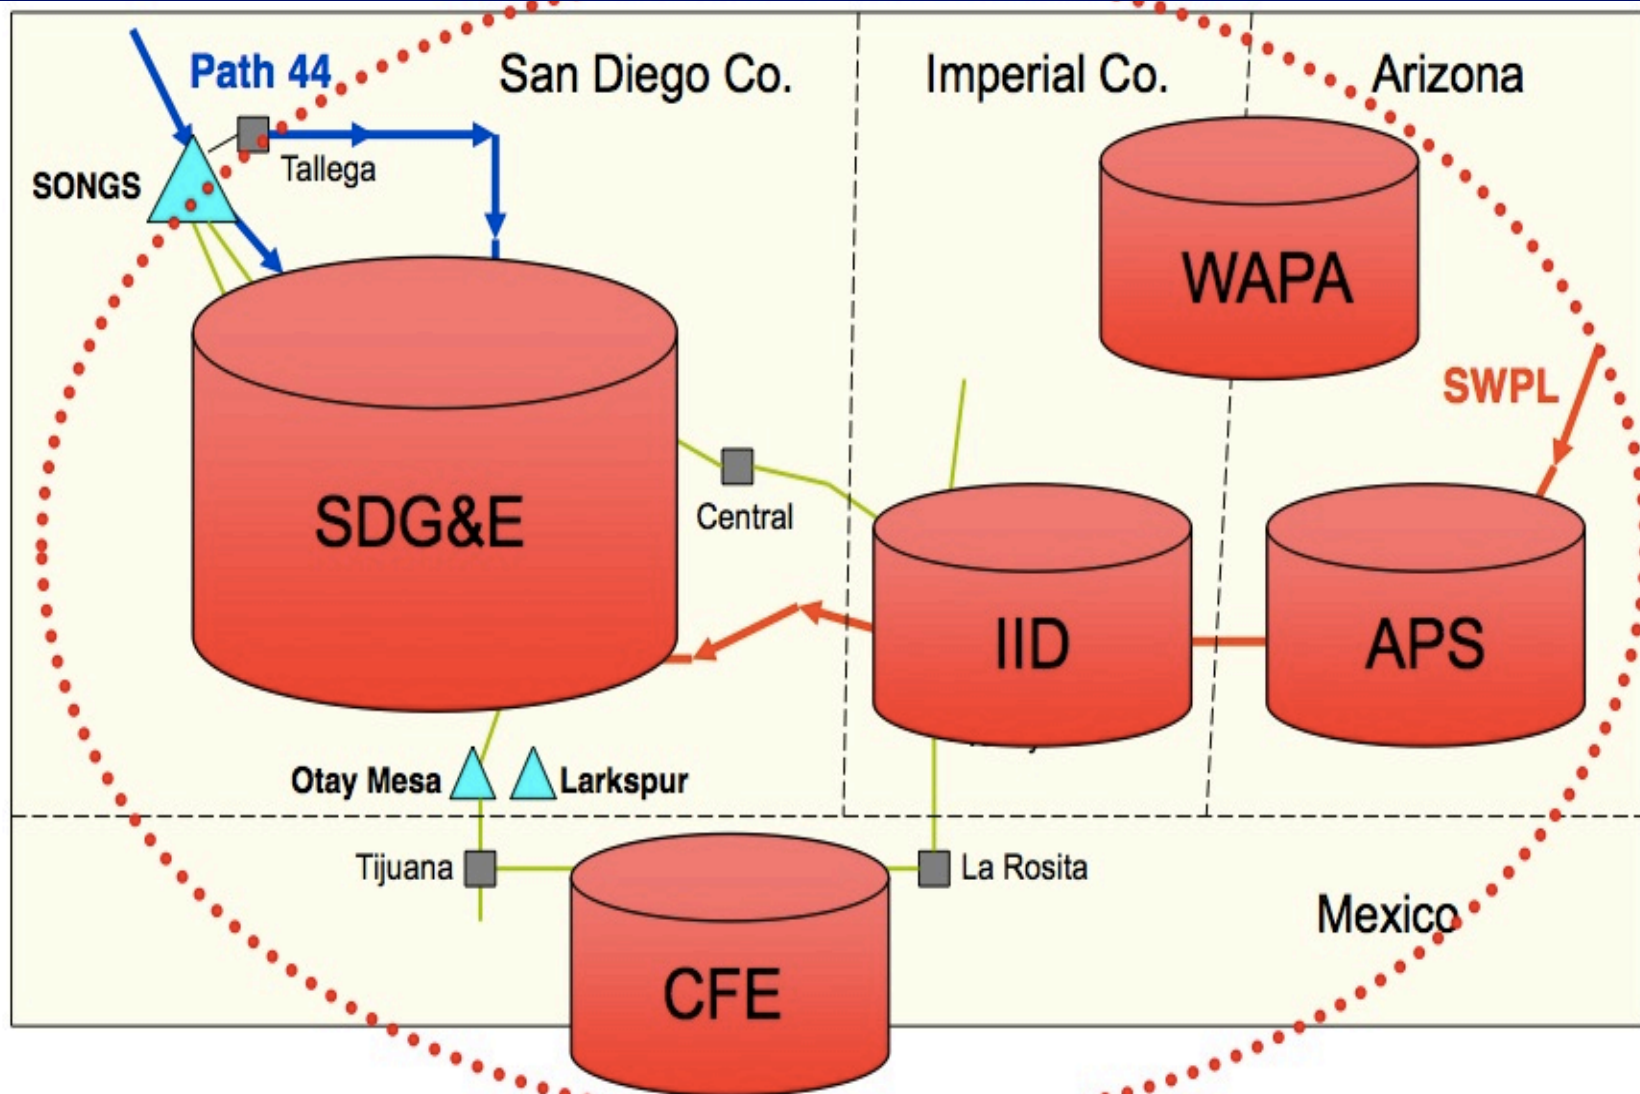 Path 44
San Diego Co.
Imperial Co.
Arizona
Tallega
SONGS
WAPA
SWPL
SDG&E
Central
IID
APS
Otay Mesa
Larkspur
Tijuana
La Rosita
Mexico
CFE